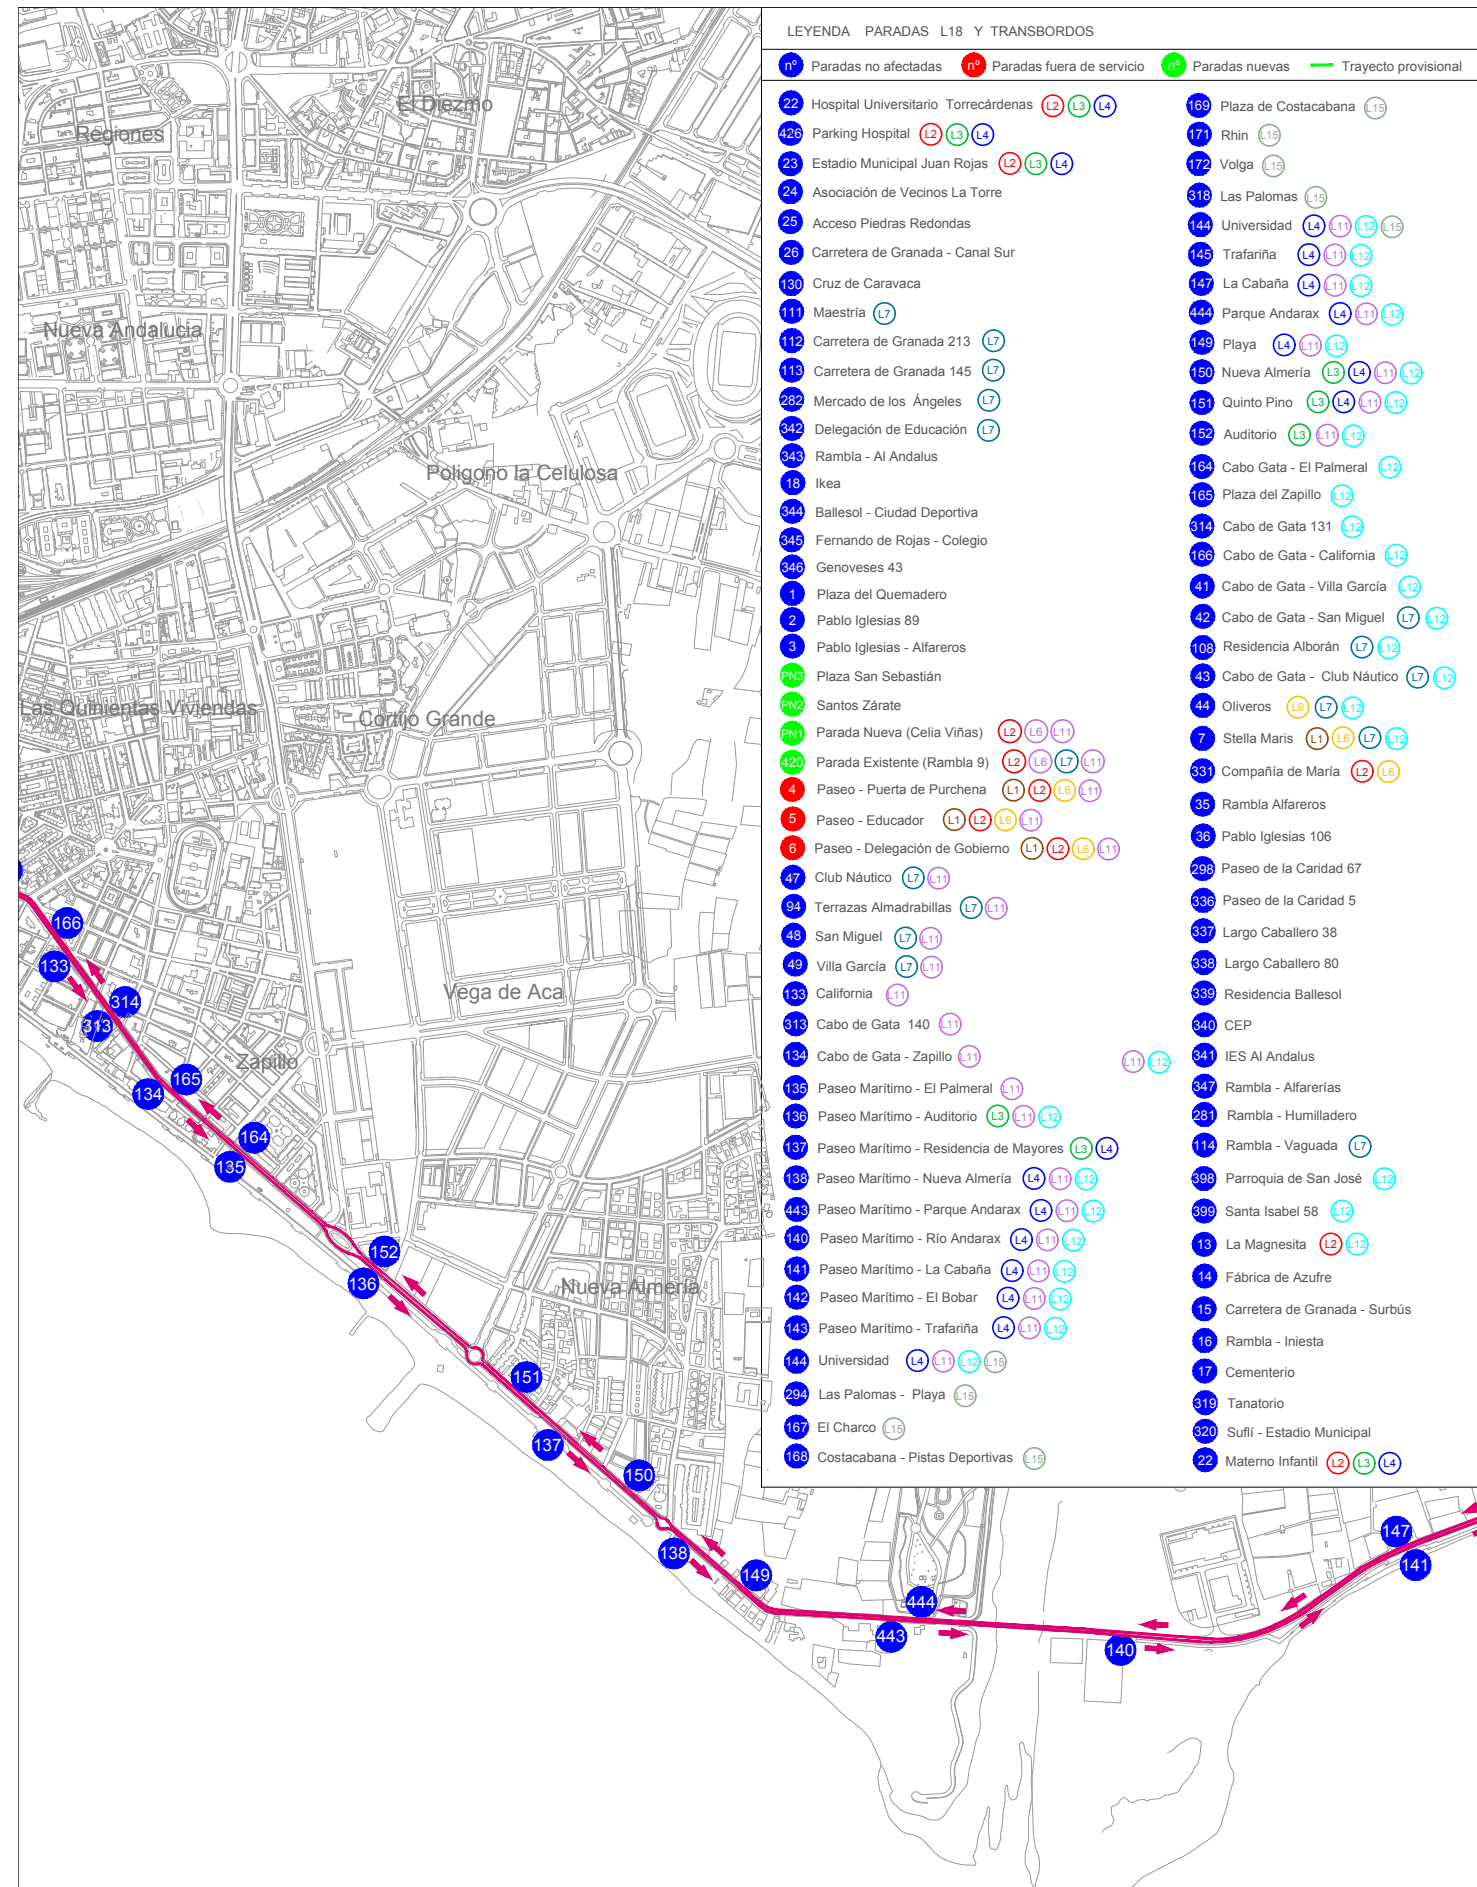 LEYENDA PARADAS L18 Y TRANSBORDOS
nº Paradas no afectadas nº Paradas fuera de servicio nº Paradas nuevas Trayecto provisional
22 Hospital Universitario Torrecárdenas L2 L3 L4
426 Parking Hospital L2 L3 L4
23 Estadio Municipal Juan Rojas L2 L3 L4
24 Asociación de Vecinos La Torre
25 Acceso Piedras Redondas
26 Carretera de Granada - Canal Sur
130 Cruz de Caravaca
111 Maestría L7
112 Carretera de Granada 213 L7
113 Carretera de Granada 145 L7
282 Mercado de los Ángeles L7
342 Delegación de Educación L7
343 Rambla - Al Andalus
18 Ikea
344 Ballesol - Ciudad Deportiva
345 Fernando de Rojas - Colegio
346 Genoveses 43
1 Plaza del Quemadero
2 Pablo Iglesias 89
3 Pablo Iglesias - Alfareros
PN3 Plaza San Sebastián
PN2 Santos Zárate
PN1 Parada Nueva (Celia Viñas) L2 L6 L11
420 Parada Existente (Rambla 9) L2 L6 L7 L11
4 Paseo - Puerta de Purchena L1 L2 L6 L11
5 Paseo - Educador L1 L2 L6 L11
6 Paseo - Delegación de Gobierno L1 L2 L6 L11
47 Club Náutico L7 L11
94 Terrazas Almadrabillas L7 L11
48 San Miguel L7 L11
49 Villa García L7 L11
133 California L11
313 Cabo de Gata 140 L11
134 Cabo de Gata - Zapillo L11
L11 L12
135 Paseo Marítimo - El Palmeral L11
136 Paseo Marítimo - Auditorio L3 L11 L12
137 Paseo Marítimo - Residencia de Mayores L3 L4
138 Paseo Marítimo - Nueva Almería L4 L11 L12
443 Paseo Marítimo - Parque Andarax L4 L11 L12
140 Paseo Marítimo - Río Andarax L4 L11 L12
141 Paseo Marítimo - La Cabaña L4 L11 L12
142 Paseo Marítimo - El Bobar L4 L11 L12
143 Paseo Marítimo - Trafariña L4 L11 L12
144 Universidad L4 L11 L12 L15
294 Las Palomas - Playa L15
167 El Charco L15
168 Costacabana - Pistas Deportivas L15
169 Plaza de Costacabana L15
171 Rhin L15
172 Volga L15
318 Las Palomas L15
144 Universidad L4 L11 L12 L15
145 Trafariña L4 L11 L12
147 La Cabaña L4 L11 L12
444 Parque Andarax L4 L11 L12
149 Playa L4 L11 L12
150 Nueva Almería L3 L4 L11 L12
151 Quinto Pino L3 L4 L11 L12
152 Auditorio L3 L11 L12
164 Cabo Gata - El Palmeral L12
165 Plaza del Zapillo L12
314 Cabo de Gata 131 L12
166 Cabo de Gata - California L12
41 Cabo de Gata - Villa García L12
42 Cabo de Gata - San Miguel L7 L12
108 Residencia Alborán L7 L12
43 Cabo de Gata - Club Náutico L7 L12
44 Oliveros L6 L7 L12
7 Stella Maris L1 L6 L7 L12
331 Compañía de María L2 L6
35 Rambla Alfareros
36 Pablo Iglesias 106
298 Paseo de la Caridad 67
336 Paseo de la Caridad 5
337 Largo Caballero 38
338 Largo Caballero 80
339 Residencia Ballesol
340 CEP
341 IES Al Andalus
347 Rambla - Alfarerías
281 Rambla - Humilladero
114 Rambla - Vaguada L7
398 Parroquia de San José L12
399 Santa Isabel 58 L12
13 La Magnesita L2 L12
14 Fábrica de Azufre
15 Carretera de Granada - Surbús
16 Rambla - Iniesta
17 Cementerio
319 Tanatorio
320 Suflí - Estadio Municipal
22 Materno Infantil L2 L3 L4
El Diezmo
Regiones
Nueva Andalucia
Poligono la Celulosa
Las Quinientas Viviendas
Cortijo Grande
Vega de Aca
Zapillo
Nueva Almería
166
133
314
313
165
134
164
135
152
136
151
137
150
138
149
444
443
140
147
141